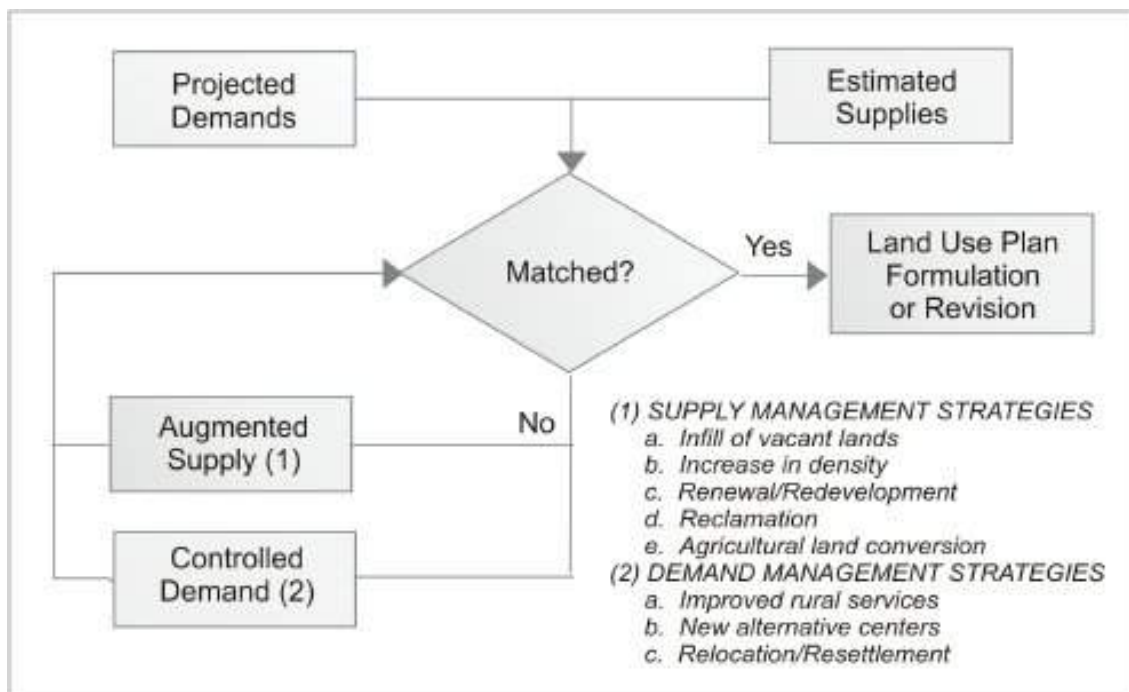 Projected
Demands
Estimated
Supplies
Matched?
Yes
Land Use Plan
Formulation
or Revision
No
Augmented
Supply (1)
Controlled
Demand (2)
(1) SUPPLY MANAGEMENT STRATEGIES
a. Infill of vacant lands
b. Increase in density
c. Renewal/Redevelopment
d. Reclamation
e. Agricultural land conversion
(2) DEMAND MANAGEMENT STRATEGIES
a. Improved rural services
b. New alternative centers
c. Relocation/Resettlement